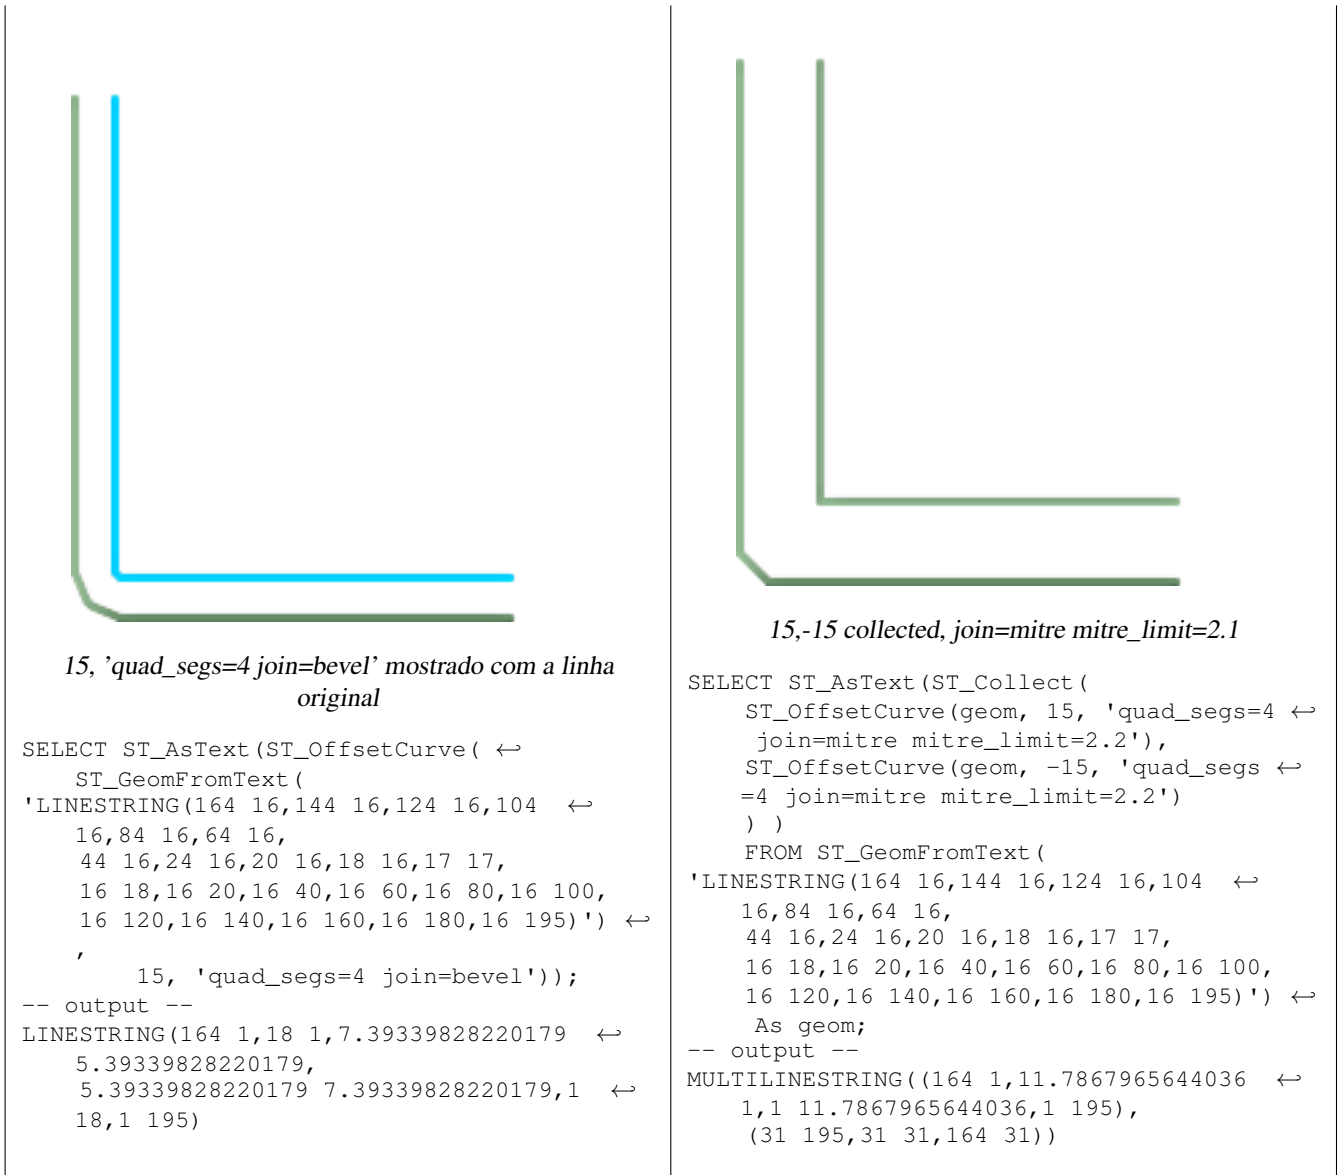 15, ’quad_segs=4 join=bevel’ mostrado com a linha
original
SELECT ST_AsText(ST_OffsetCurve( ↩
ST_GeomFromText(
'LINESTRING(164 16,144 16,124 16,104 ↩
16,84 16,64 16,
44 16,24 16,20 16,18 16,17 17,
16 18,16 20,16 40,16 60,16 80,16 100,
16 120,16 140,16 160,16 180,16 195)') ↩
,
15, 'quad_segs=4 join=bevel'));
-- output --
LINESTRING(164 1,18 1,7.39339828220179 ↩
5.39339828220179,
5.39339828220179 7.39339828220179,1 ↩
18,1 195)
15,-15 collected, join=mitre mitre_limit=2.1
SELECT ST_AsText(ST_Collect(
ST_OffsetCurve(geom, 15, 'quad_segs=4 ↩
join=mitre mitre_limit=2.2'),
ST_OffsetCurve(geom, -15, 'quad_segs ↩
=4 join=mitre mitre_limit=2.2')
) )
FROM ST_GeomFromText(
'LINESTRING(164 16,144 16,124 16,104 ↩
16,84 16,64 16,
44 16,24 16,20 16,18 16,17 17,
16 18,16 20,16 40,16 60,16 80,16 100,
16 120,16 140,16 160,16 180,16 195)') ↩
As geom;
-- output --
MULTILINESTRING((164 1,11.7867965644036 ↩
1,1 11.7867965644036,1 195),
(31 195,31 31,164 31))